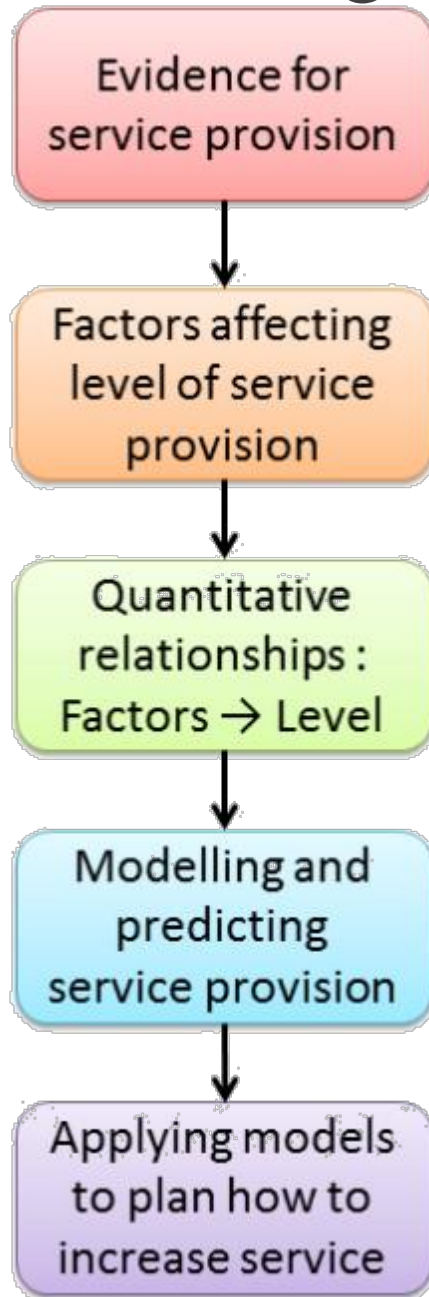 Evidence for
service provision
Factors affecting
level of service
provision
Quantitative
relationships :
Factors → Level
Modelling and
predicting
service provision
Applying models
to plan how to
increase service